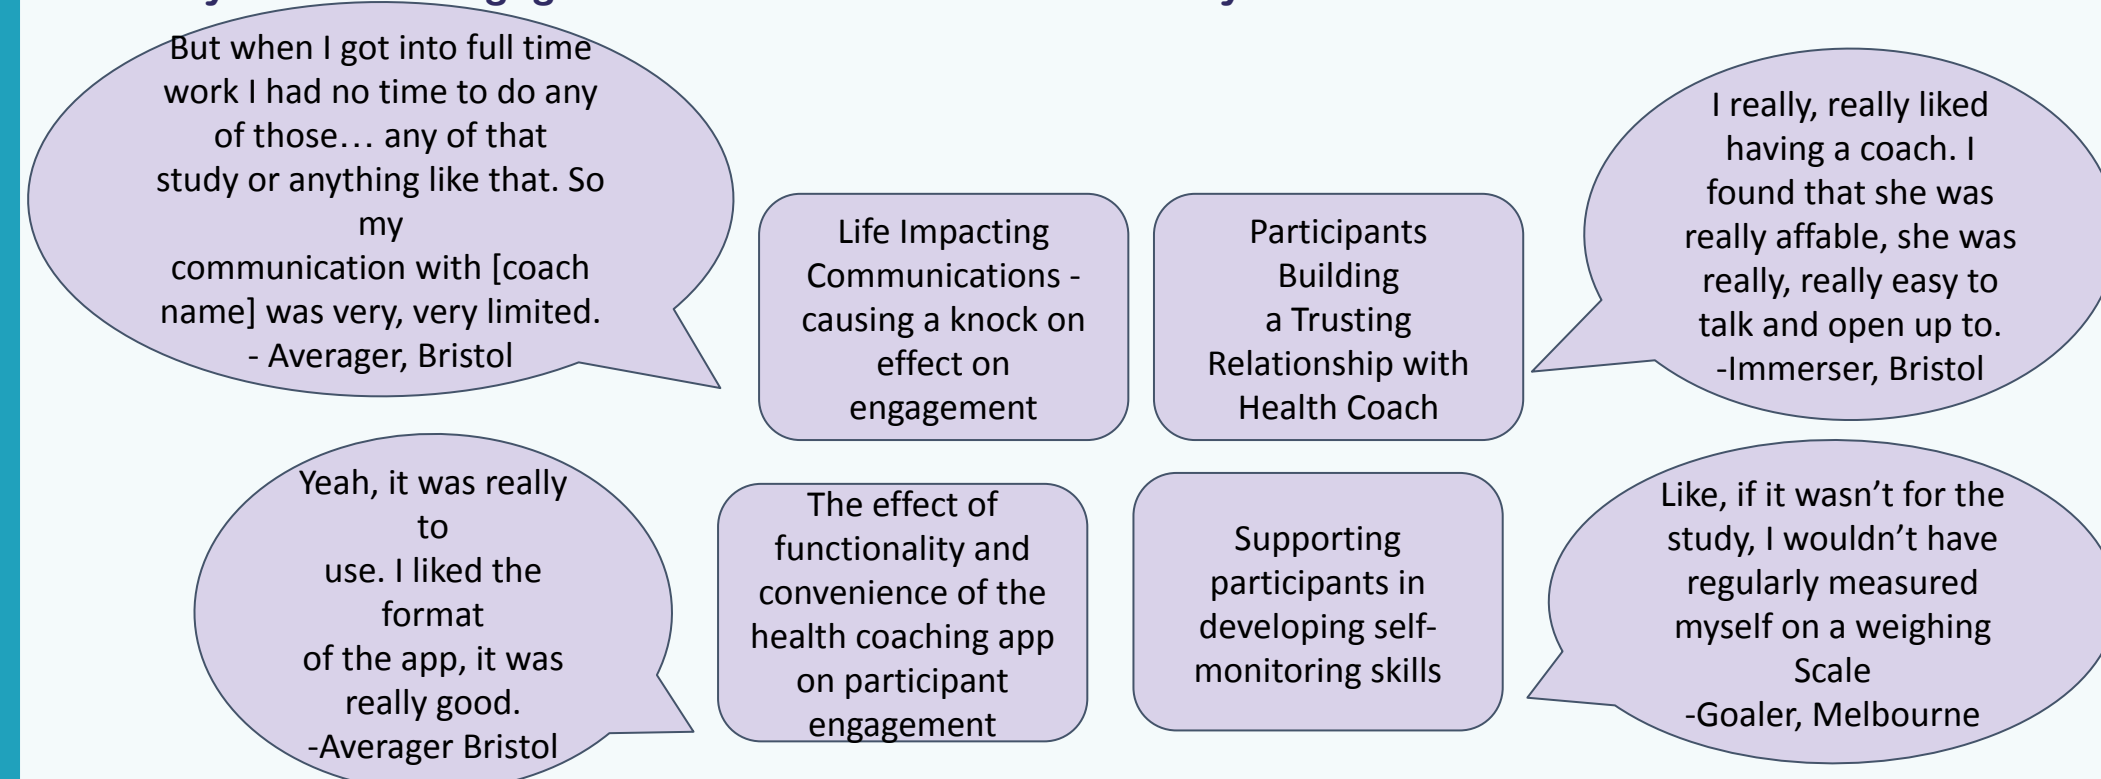 But when I got into full time
work I had no time to do any
of those… any of that
study or anything like that. So
my
communication with [coach
name] was very, very limited.
- Averager, Bristol
Life Impacting
Communications -
causing a knock on
effect on
engagement
Participants
Building
a Trusting
Relationship with
Health Coach
I really, really liked
having a coach. I
found that she was
really affable, she was
really, really easy to
talk and open up to.
-Immerser, Bristol
Yeah, it was really
to
use. I liked the
format
of the app, it was
really good.
-Averager Bristol
The effect of
functionality and
convenience of the
health coaching app
on participant
engagement
Supporting
participants in
developing self-
monitoring skills
Like, if it wasn’t for the
study, I wouldn’t have
regularly measured
myself on a weighing
Scale
-Goaler, Melbourne